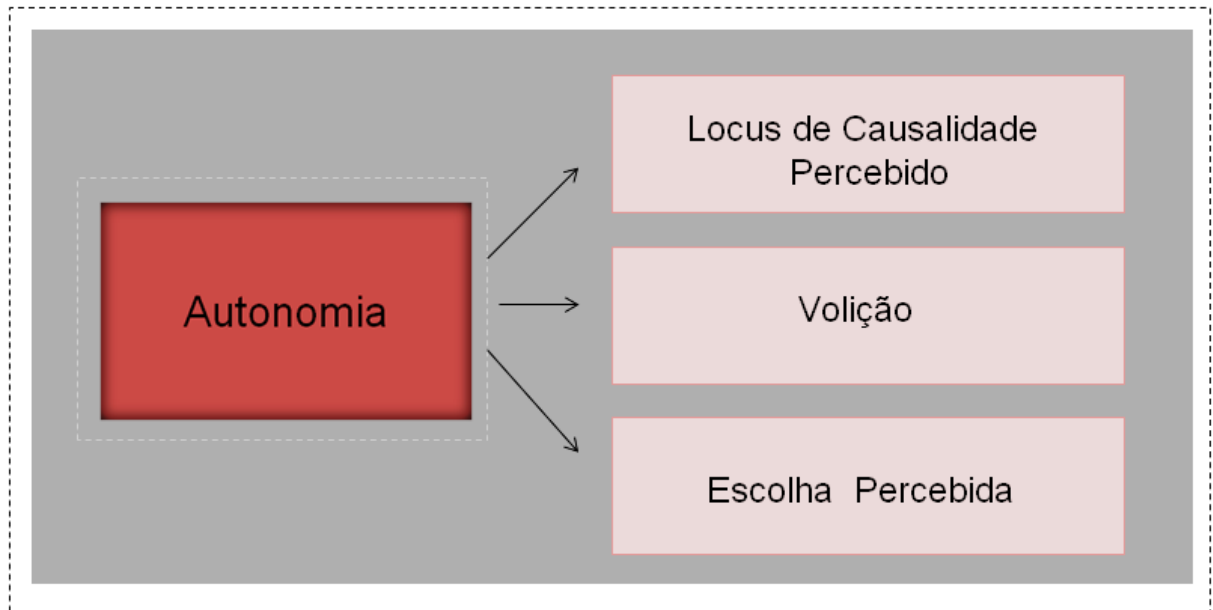 Locus de Causalidade
Percebido
Autonomia
Volição
Escolha Percebida